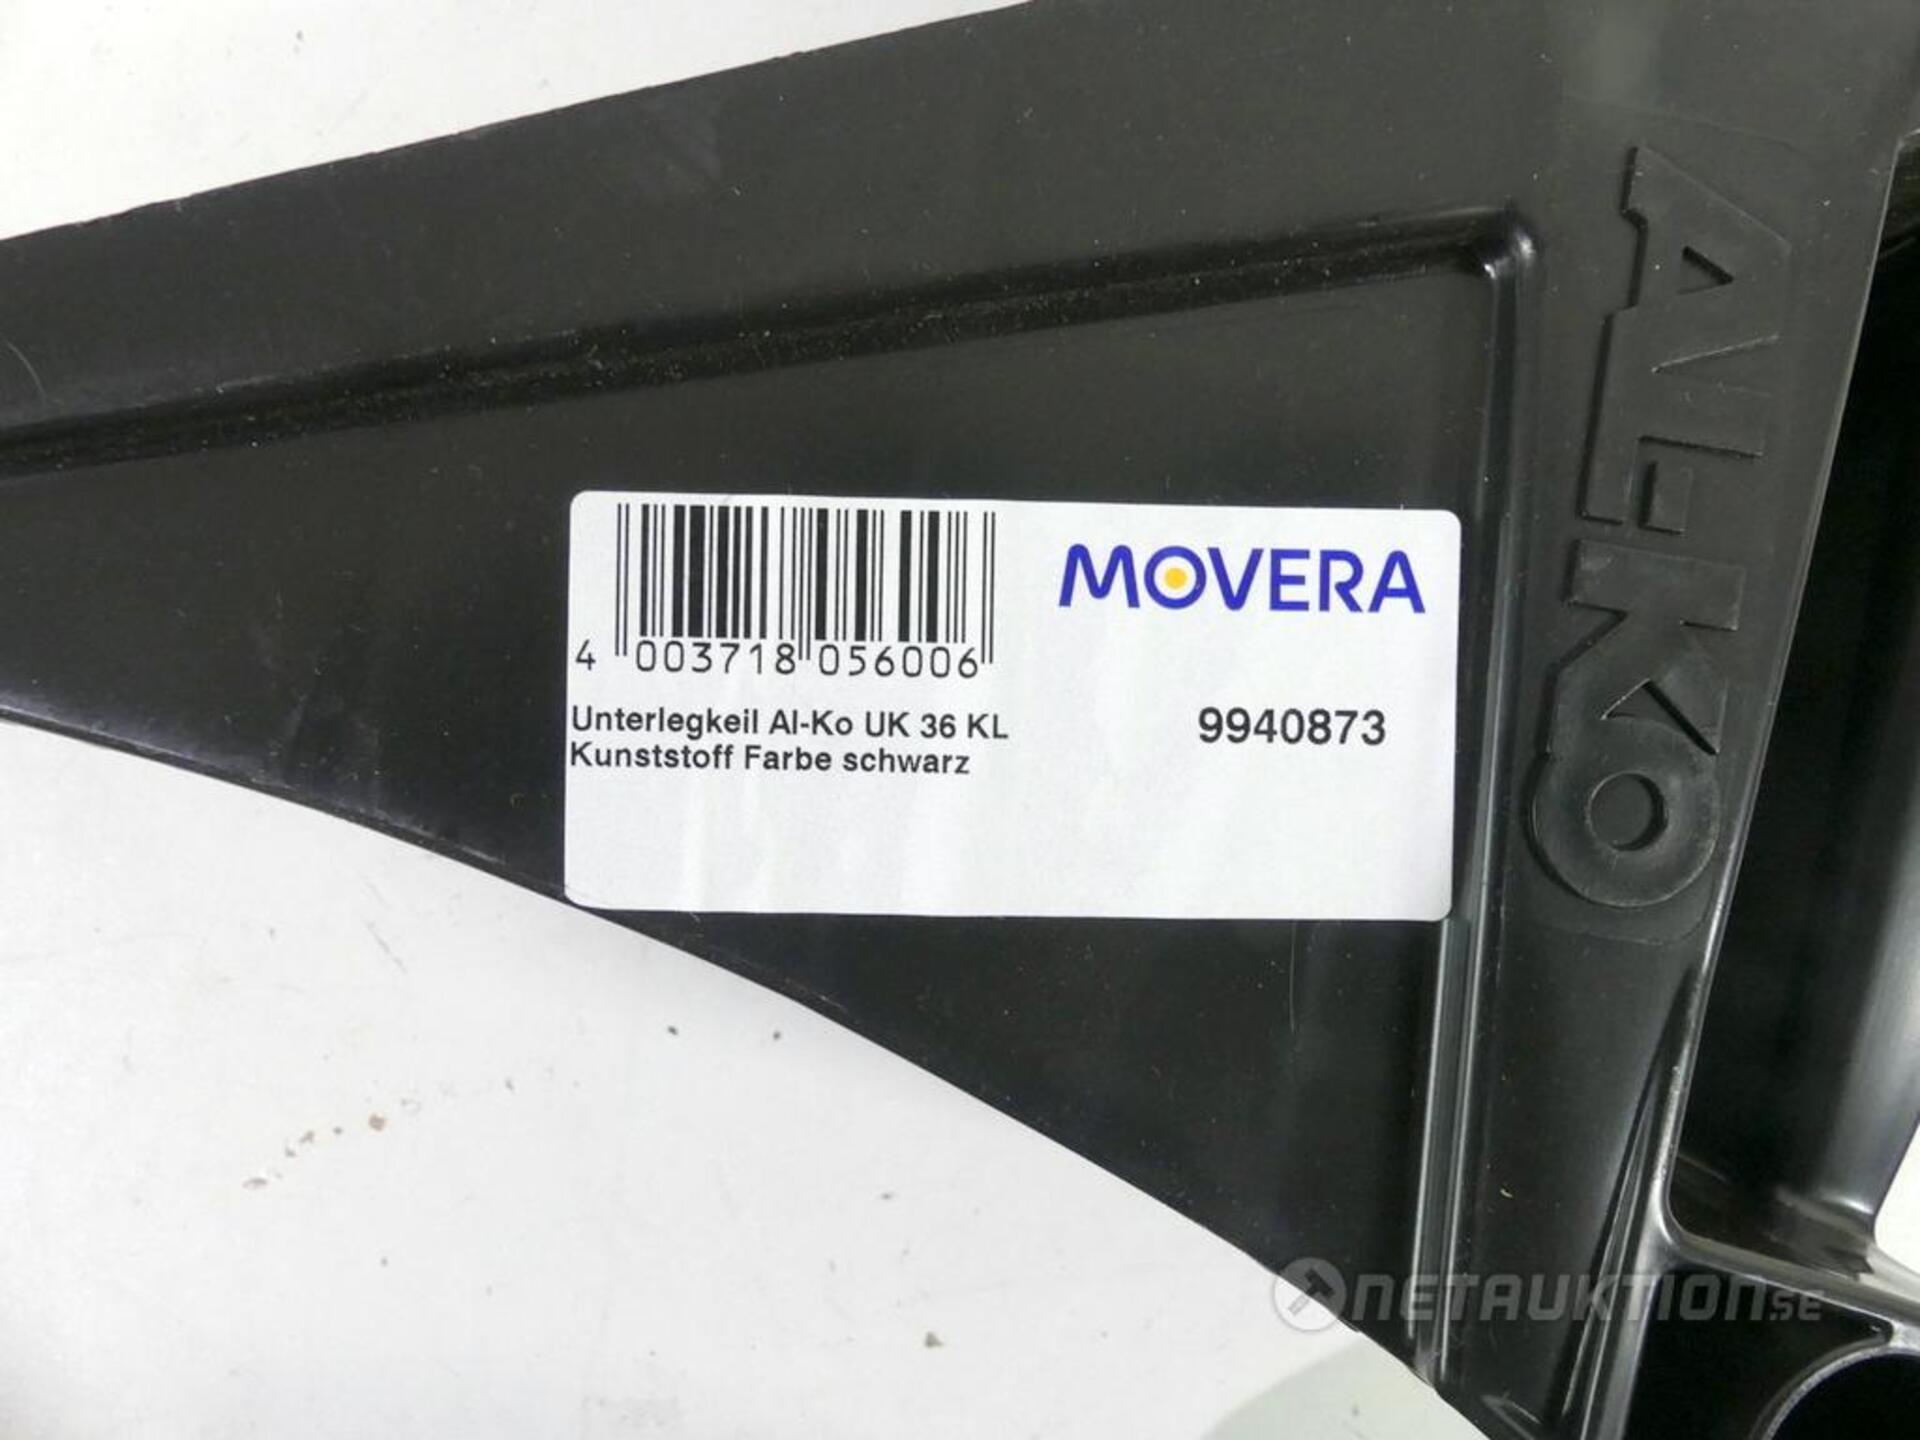 MOVERA
4 003718 056006
Unterlegkeil Al-Ko UK 36 KL
Kunststoff Farbe schwarz
9940873
AL-KO
NETAUKTION.SE